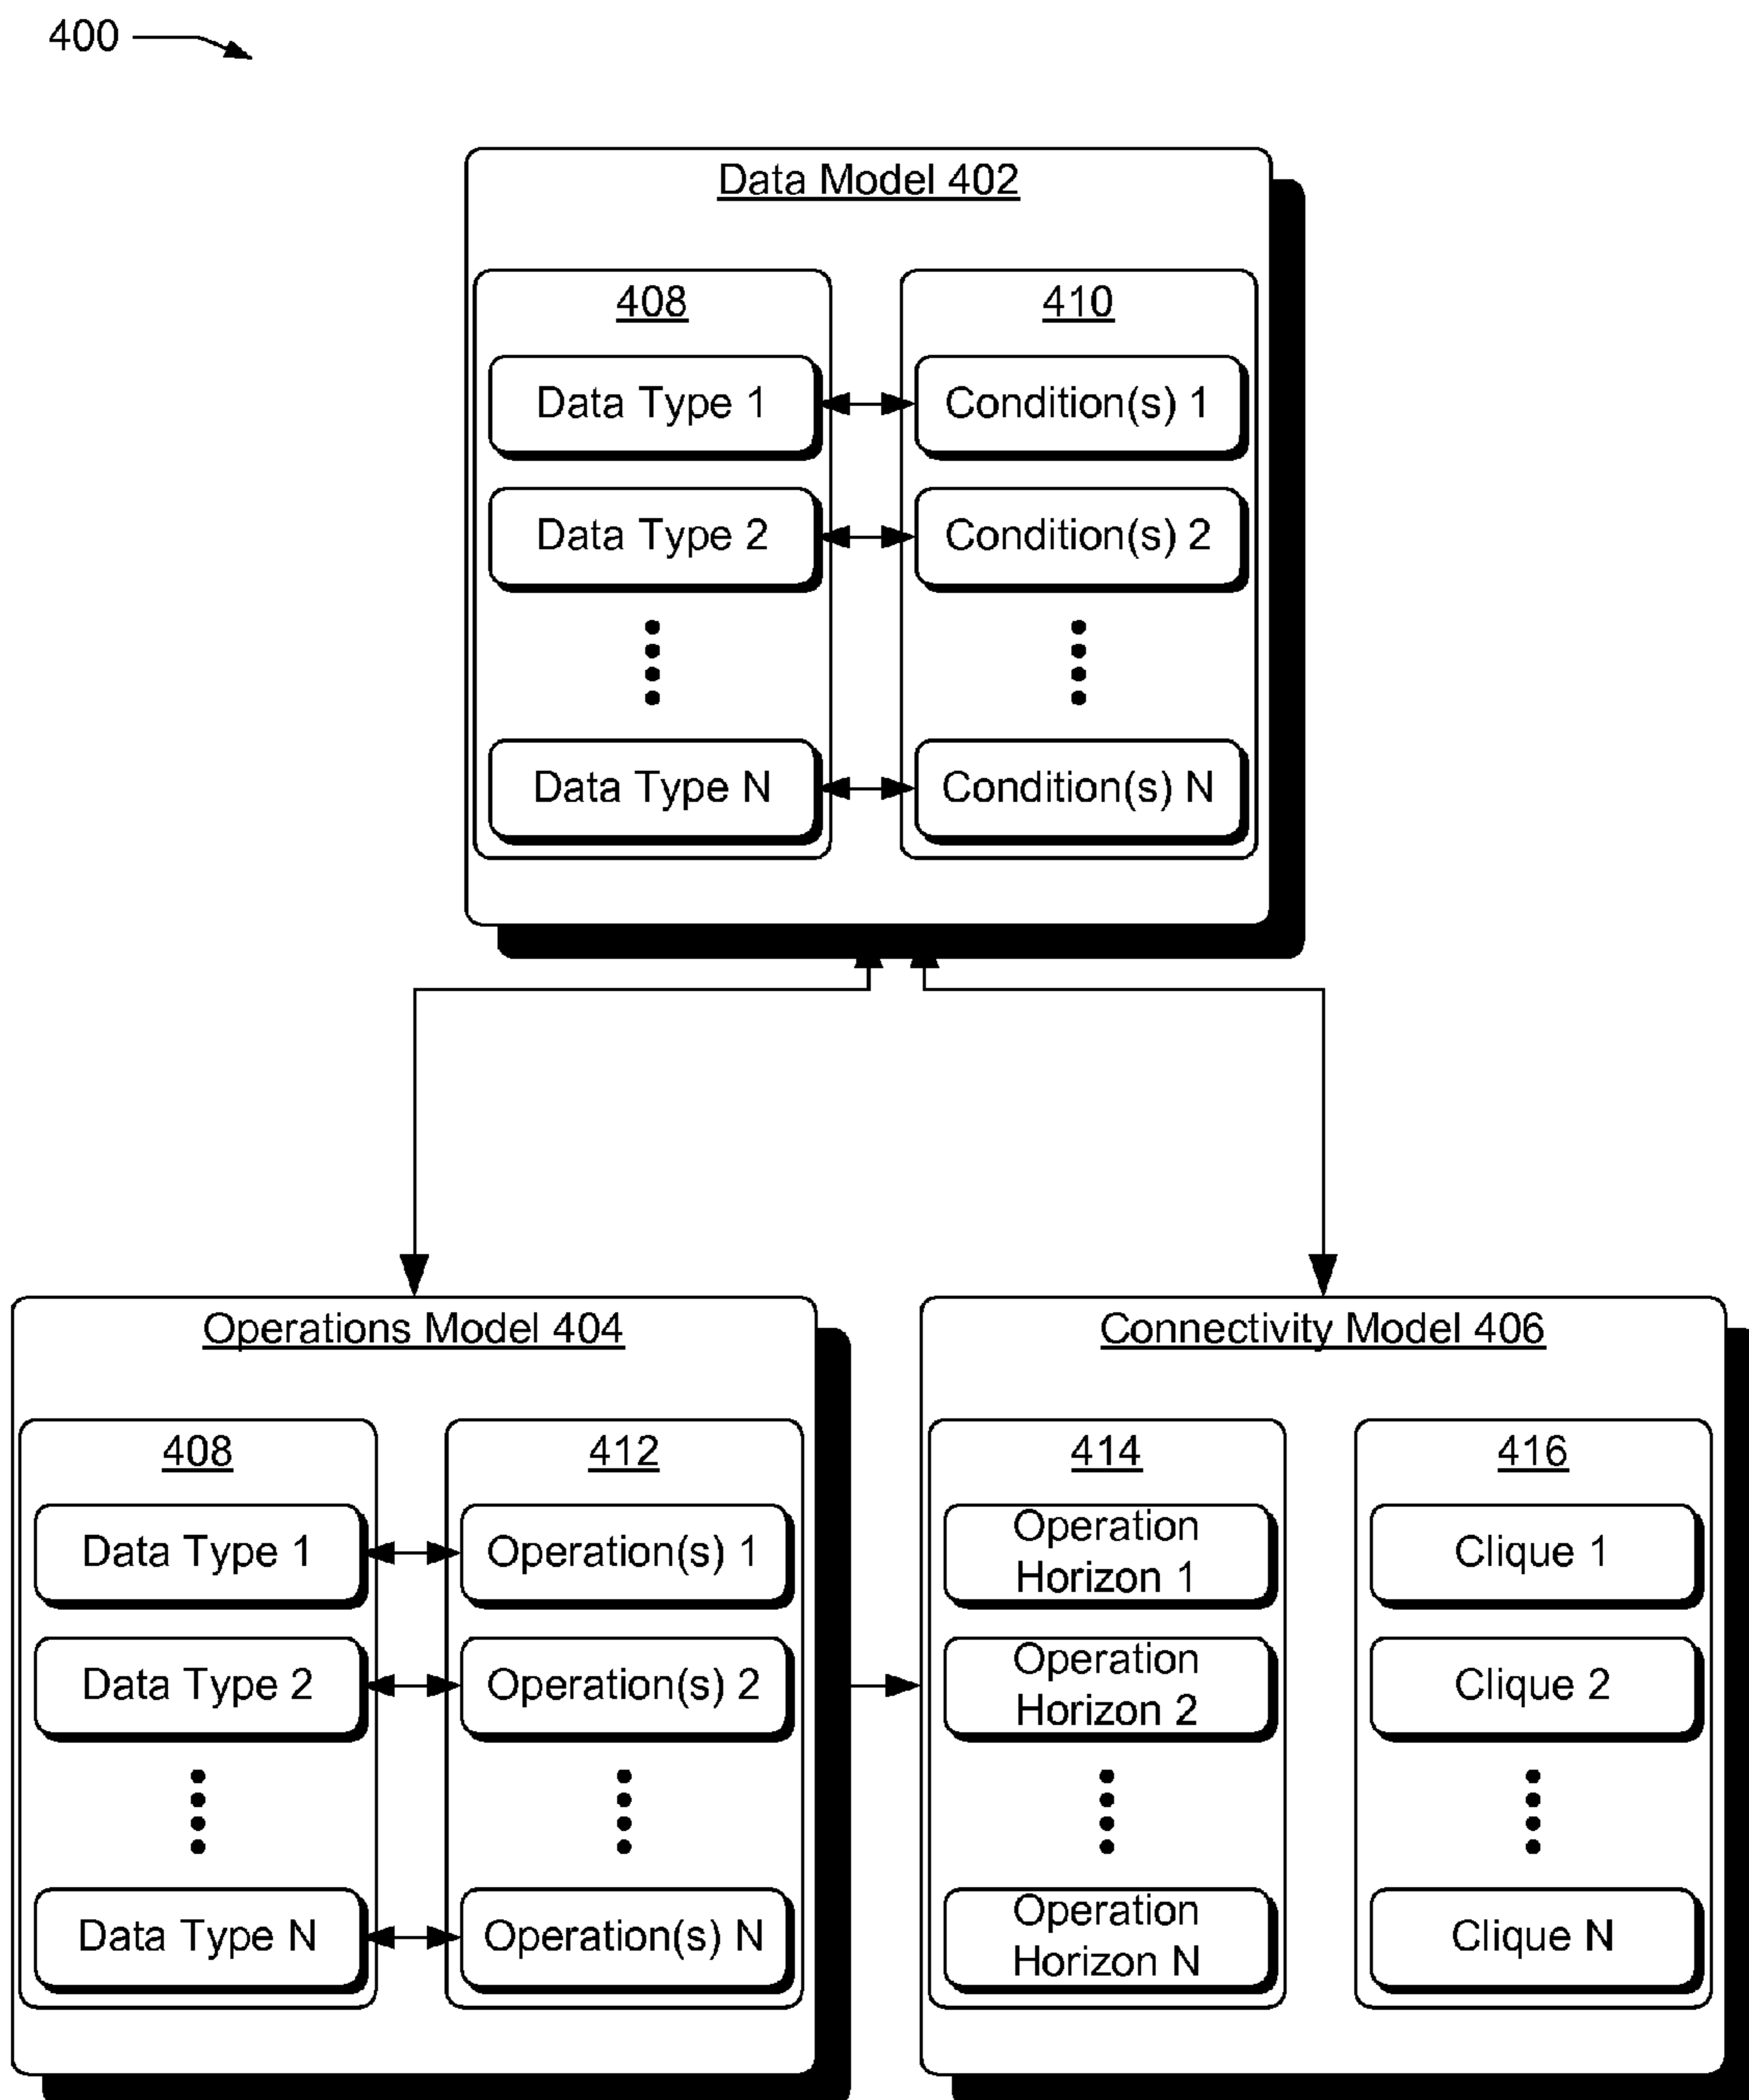 400
Data Model 402
408
410
Data Type 1
Condition(s) 1
Data Type 2
Condition(s) 2
Data Type N
Condition(s) N
Operations Model 404
Connectivity Model 406
408
412
414
416
Data Type 1
Operation(s) 1
Operation
Horizon 1
Clique 1
Data Type 2
Operation(s) 2
Operation
Horizon 2
Clique 2
Data Type N
Operation(s) N
Operation
Horizon N
Clique N